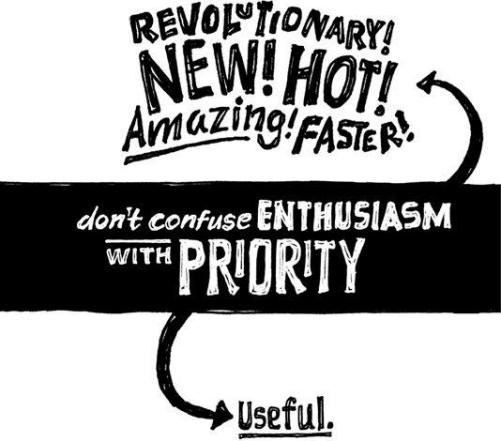 REVOLUTIONARY!
NEW! HOT!
Amazing! FASTER!
don't confuse ENTHUSIASM
WITH PRIORITY
Useful.